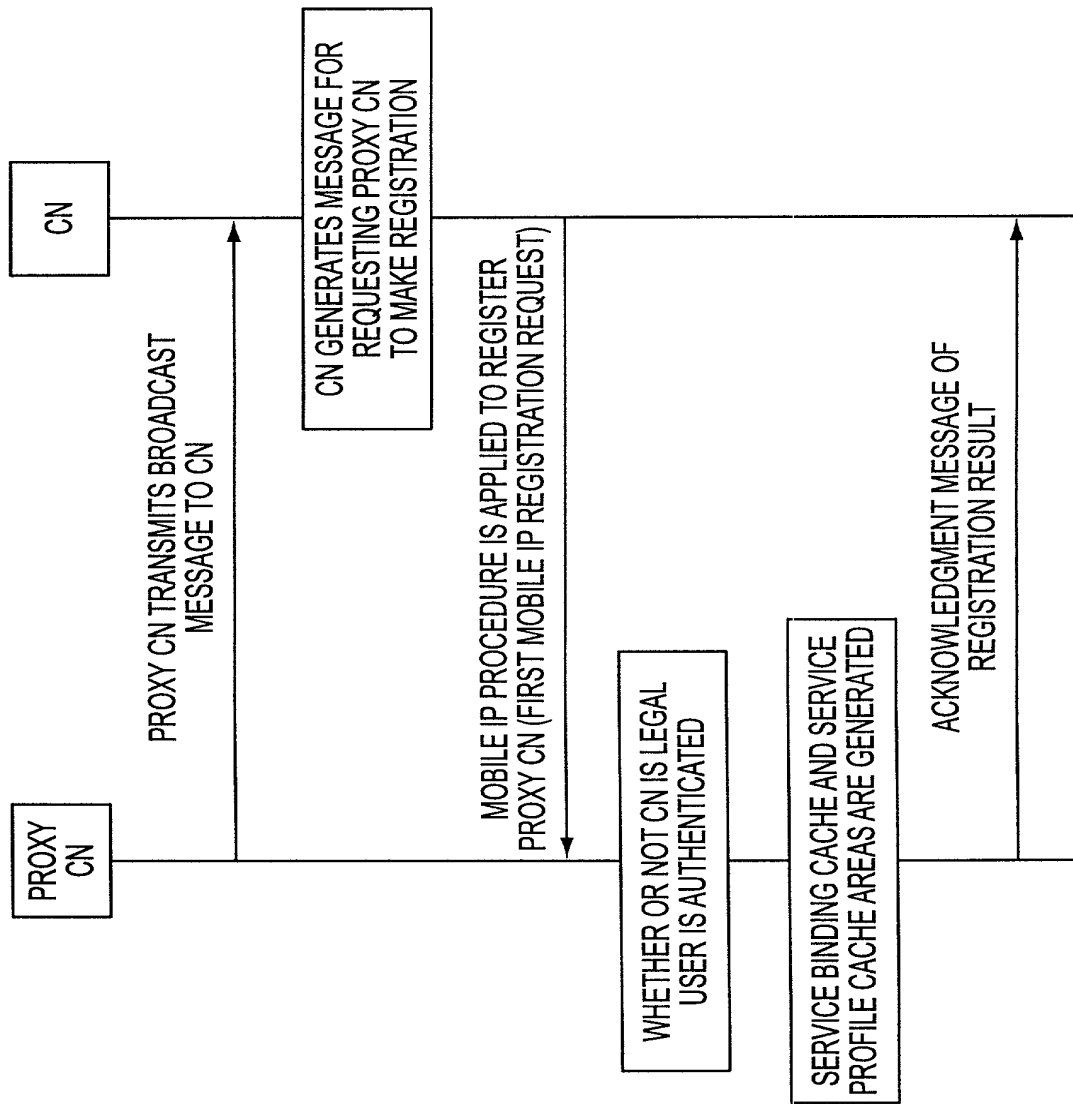 PROXY
CN
CN
PROXY CN TRANSMITS BROADCAST
MESSAGE TO CN
CN GENERATES MESSAGE FOR
REQUESTING PROXY CN
TO MAKE REGISTRATION
MOBILE IP PROCEDURE IS APPLIED TO REGISTER
PROXY CN (FIRST MOBILE IP REGISTRATION REQUEST)
WHETHER OR NOT CN IS LEGAL
USER IS AUTHENTICATED
SERVICE BINDING CACHE AND SERVICE
PROFILE CACHE AREAS ARE GENERATED
ACKNOWLEDGMENT MESSAGE OF
REGISTRATION RESULT